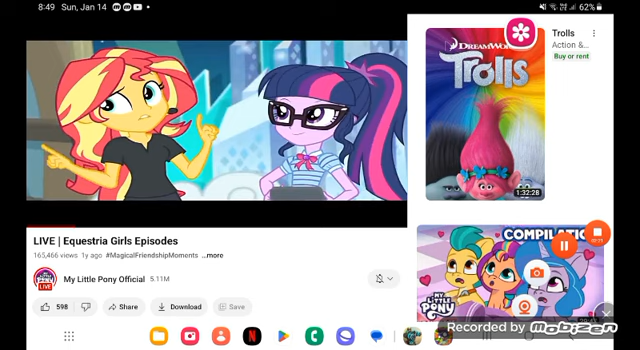 8:49 Sun, Jan 14
62%
DREAMWORKS
Trolls
1:32:28
Trolls
Action &...
Buy or rent
LIVE | Equestria Girls Episodes
165,466 views 1y ago #MagicalFriendshipMoments ...more
My Little Pony Official 5.11M
LIVE
598
Share
Download
Save
COMPILATIO
MY LITTLE PONY
Recorded by MOBIZEN